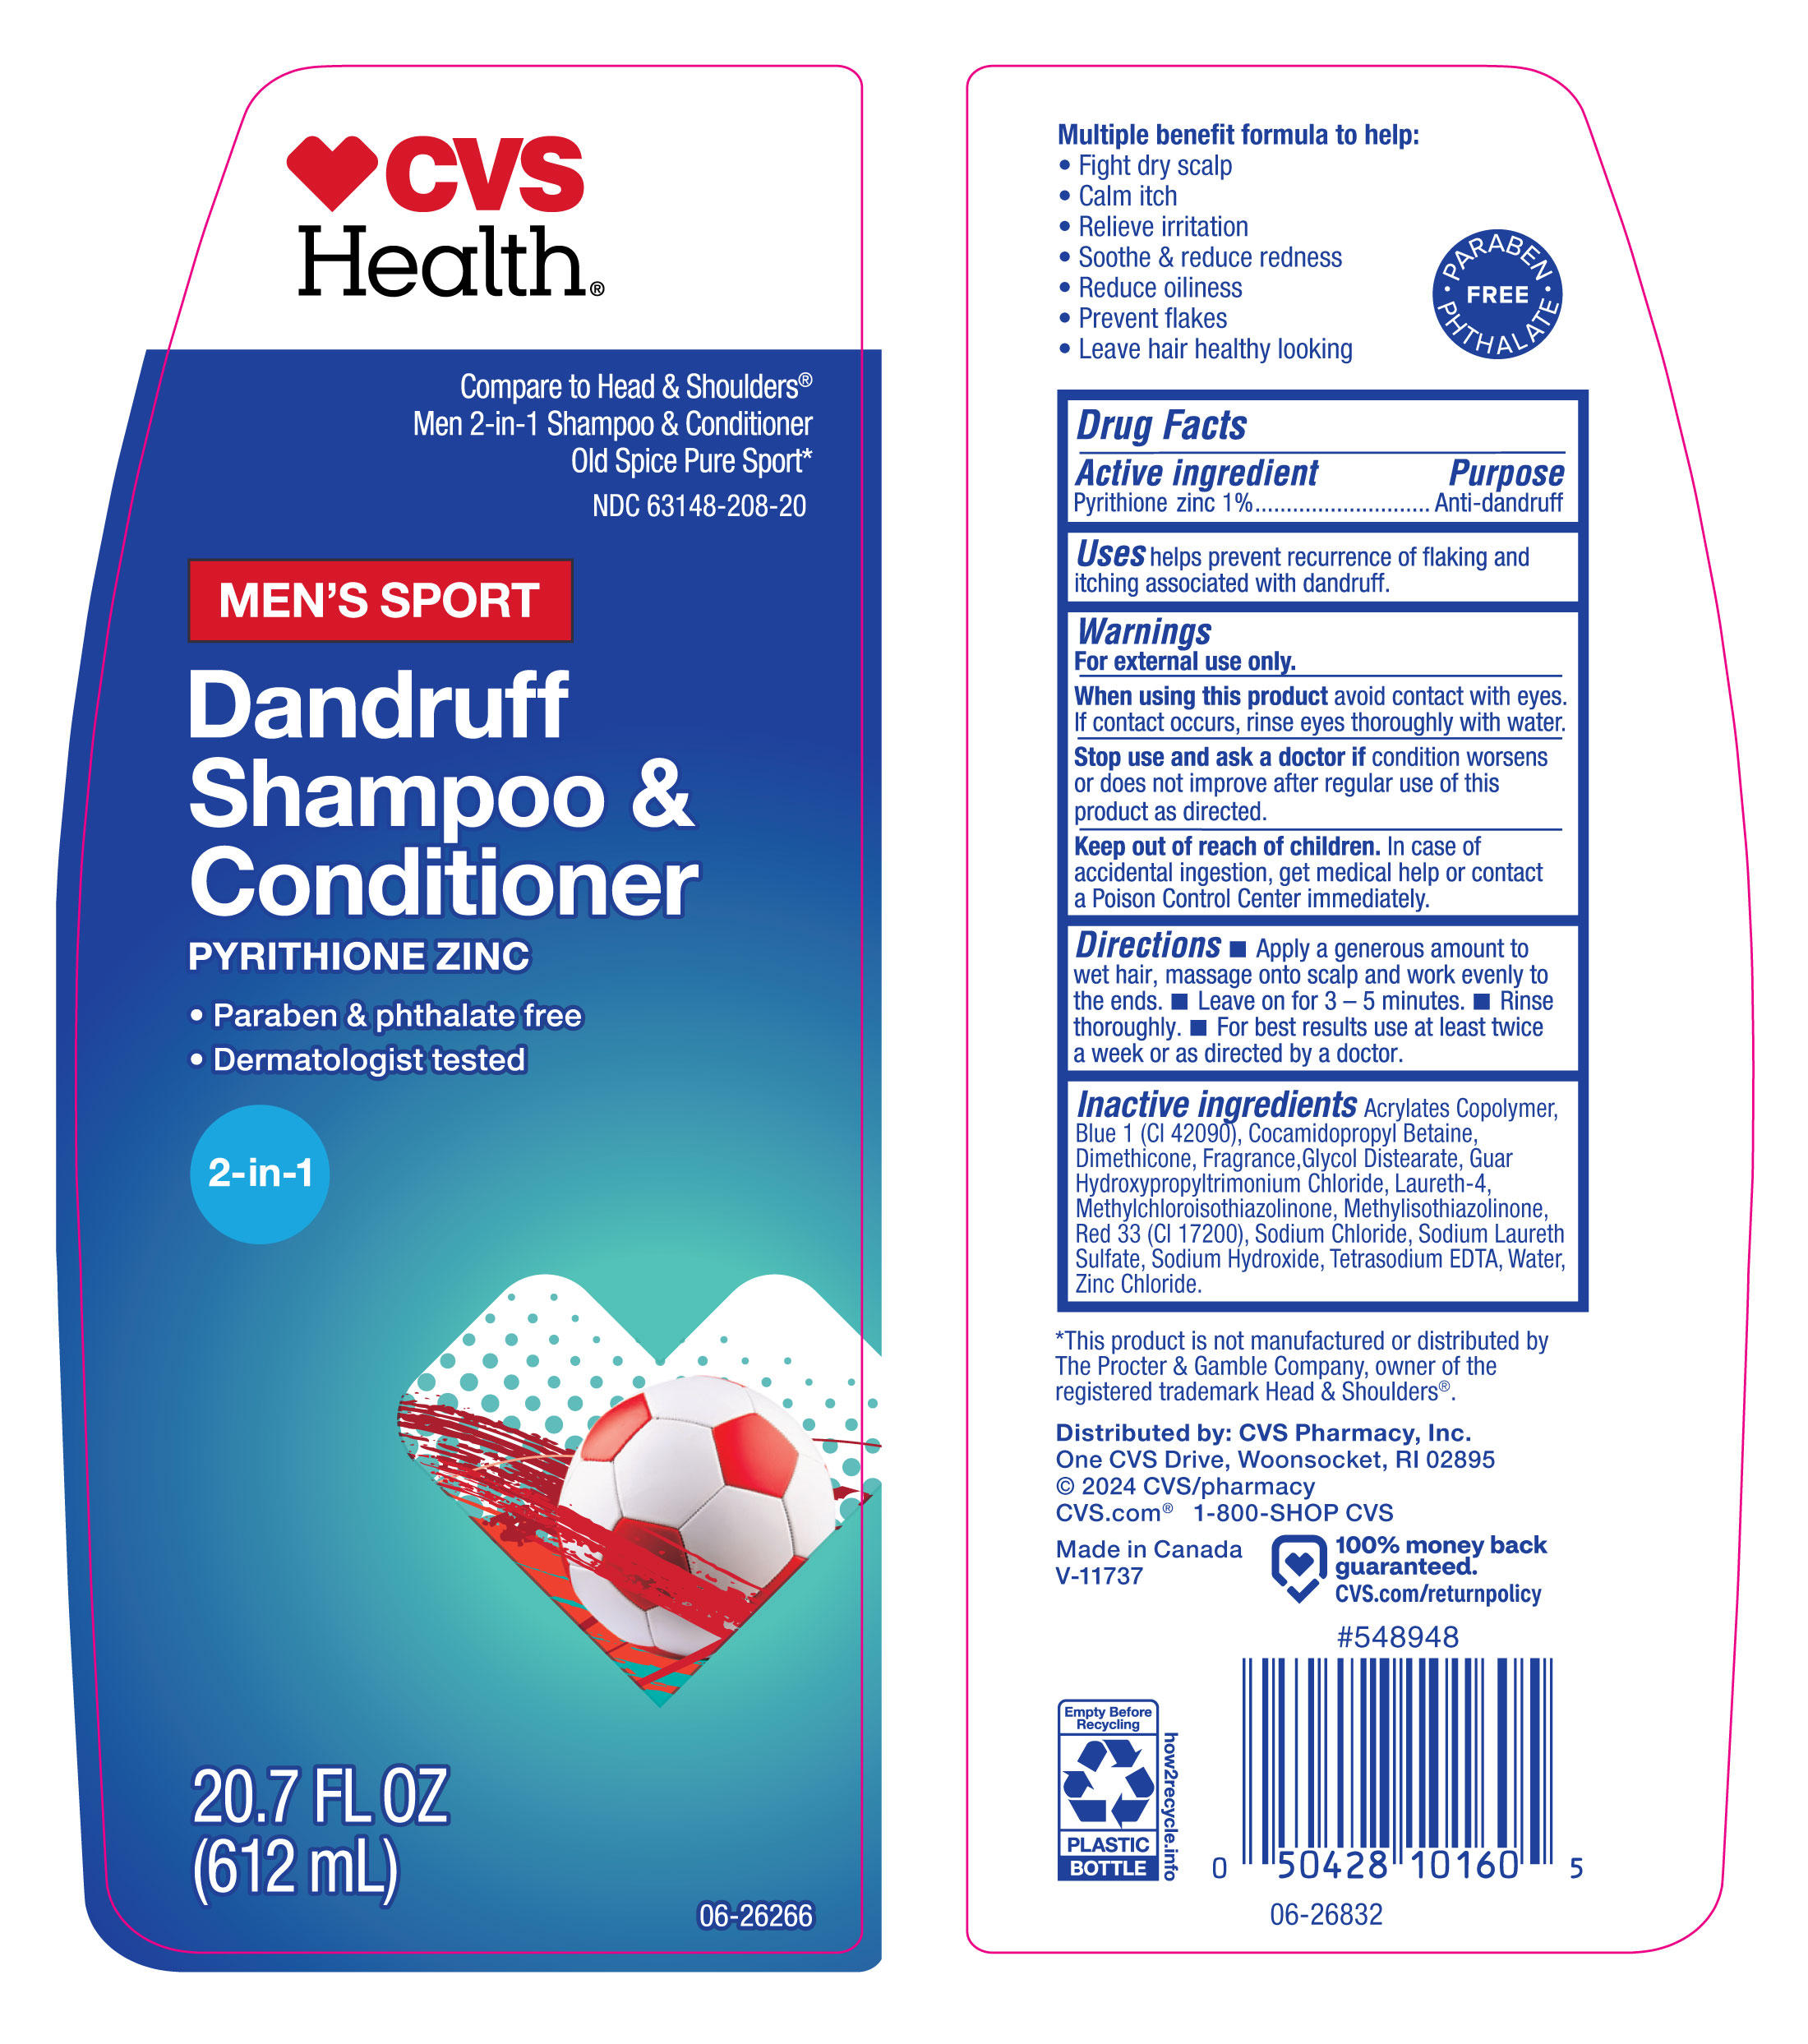 CVS
Health®
Compare to Head & Shoulders®
Men 2-in-1 Shampoo & Conditioner
Old Spice Pure Sport*
NDC 63148-208-20
MEN'S SPORT
Dandruff
Shampoo &
Conditioner
PYRITHIONE ZINC
• Paraben & phthalate free
• Dermatologist tested
2-in-1
20.7 FL OZ
(612 mL)
06-26266
Multiple benefit formula to help:
• Fight dry scalp
• Calm itch
• Relieve irritation
• Soothe & reduce redness
• Reduce oiliness
• Prevent flakes
• Leave hair healthy looking
• PARABEN •
FREE
PHTHALATE
Drug Facts
Active ingredient Purpose
Pyrithione zinc 1%............................ Anti-dandruff
Uses helps prevent recurrence of flaking and
itching associated with dandruff.
Warnings
For external use only.
When using this product avoid contact with eyes.
If contact occurs, rinse eyes thoroughly with water.
Stop use and ask a doctor if condition worsens
or does not improve after regular use of this
product as directed.
Keep out of reach of children. In case of
accidental ingestion, get medical help or contact
a Poison Control Center immediately.
Directions ■ Apply a generous amount to
wet hair, massage onto scalp and work evenly to
the ends. ■ Leave on for 3 – 5 minutes. ■ Rinse
thoroughly. ■ For best results use at least twice
a week or as directed by a doctor.
Inactive ingredients Acrylates Copolymer,
Blue 1 (CI 42090), Cocamidopropyl Betaine,
Dimethicone, Fragrance,Glycol Distearate, Guar
Hydroxypropyltrimonium Chloride, Laureth-4,
Methylchloroisothiazolinone, Methylisothiazolinone,
Red 33 (CI 17200), Sodium Chloride, Sodium Laureth
Sulfate, Sodium Hydroxide, Tetrasodium EDTA, Water,
Zinc Chloride.
*This product is not manufactured or distributed by
The Procter & Gamble Company, owner of the
registered trademark Head & Shoulders®.
Distributed by: CVS Pharmacy, Inc.
One CVS Drive, Woonsocket, RI 02895
© 2024 CVS/pharmacy
CVS.com® 1-800-SHOP CVS
Made in Canada
V-11737
100% money back
guaranteed.
CVS.com/returnpolicy
#548948
Empty Before
Recycling
PLASTIC
BOTTLE
how2recycle.info
0 50428 10160 5
06-26832